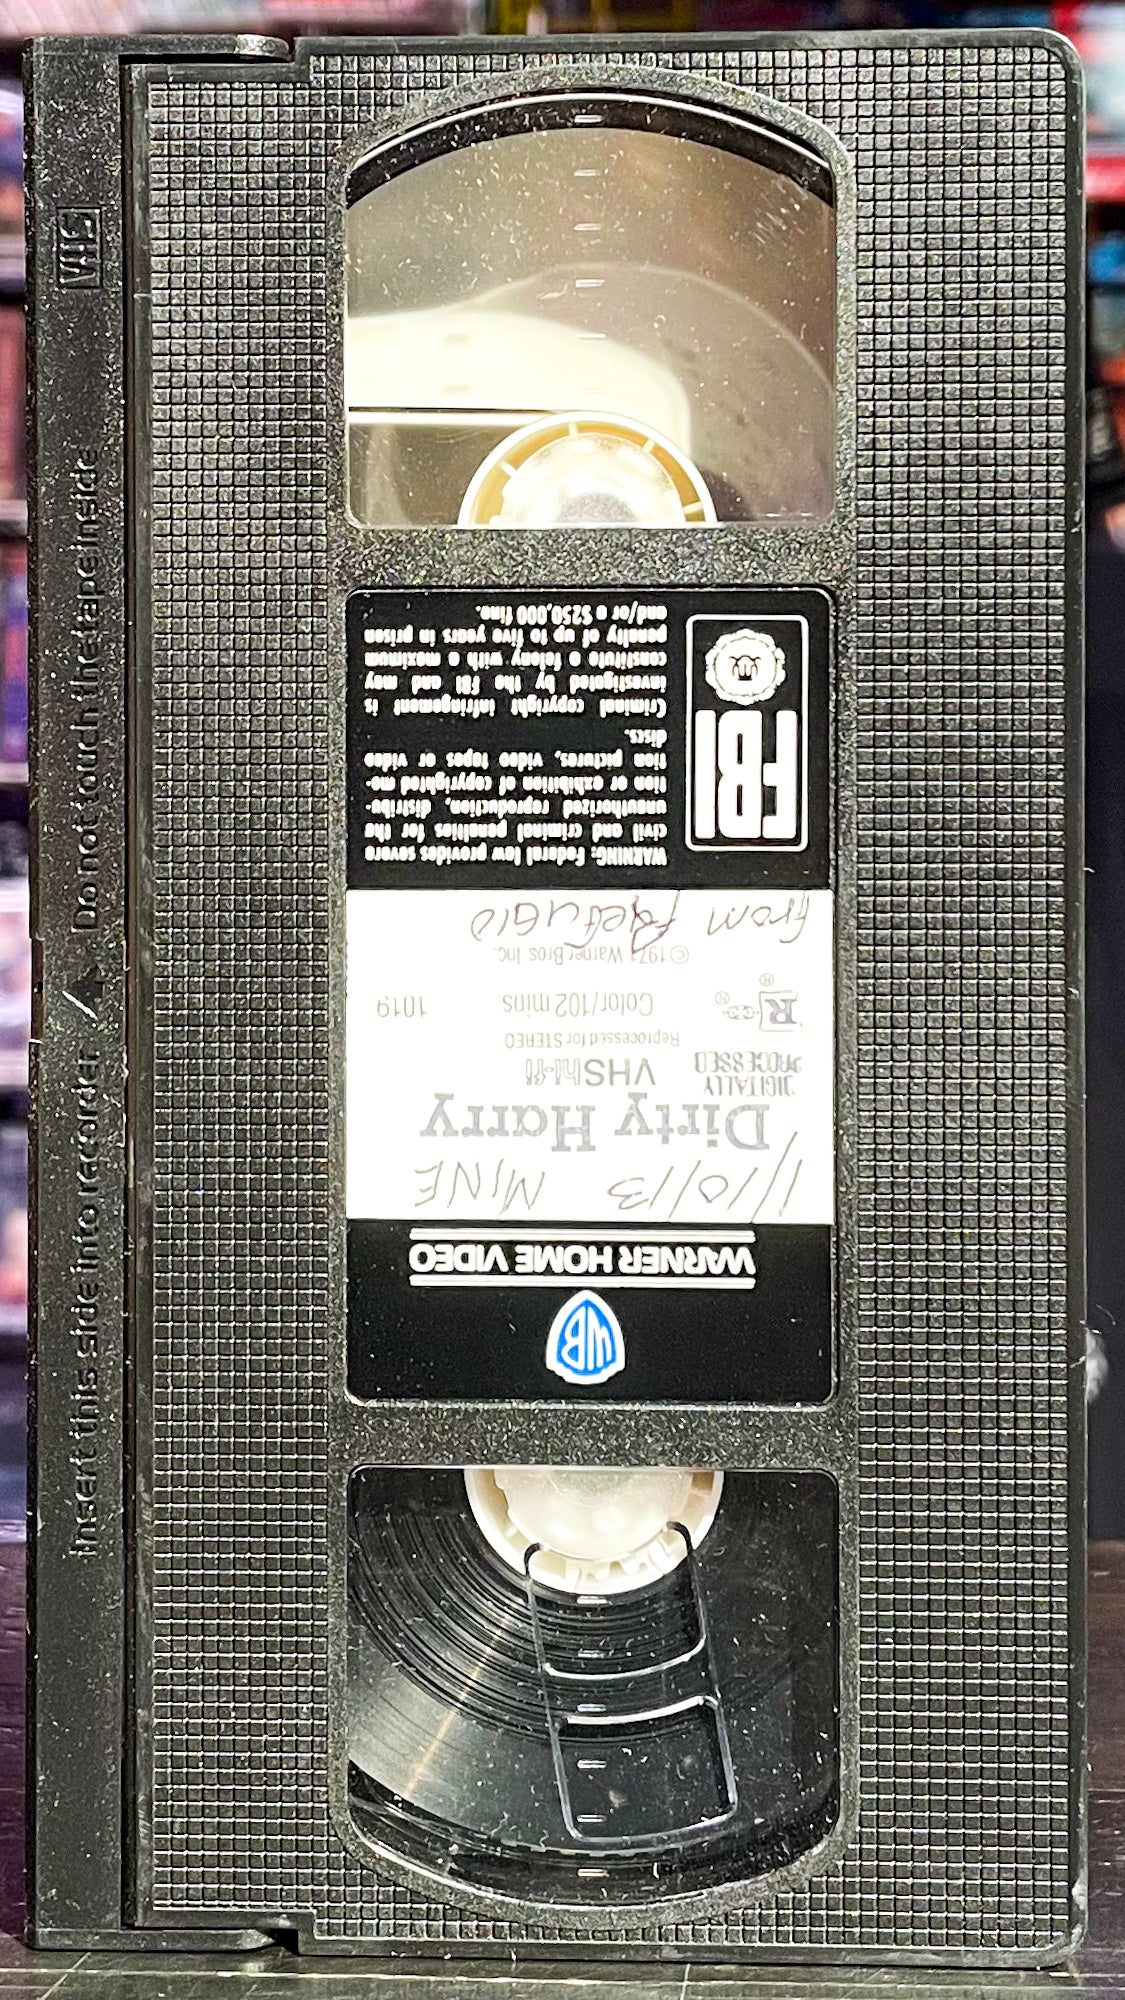 WB
WARNER HOME VIDEO
1/10/13 MINE
Dirty Harry
DIGITALLY
PROCESSED
VHS hi-fi
Reprocessed for STEREO
R
Color/102 mins
1019
©1971 Warner Bros. Inc.
from Refugio
FBI
WARNING: Federal law provides severe
civil and criminal penalties for the
unauthorized reproduction, distribu-
tion or exhibition of copyrighted mo-
tion pictures, video tapes or video
discs.
Criminal copyright infringement is
investigated by the FBI and may
constitute a felony with a maximum
penalty of up to five years in prison
and/or a $250,000 fine.
Insert this side into recorder / Do not touch the tape inside
VHS